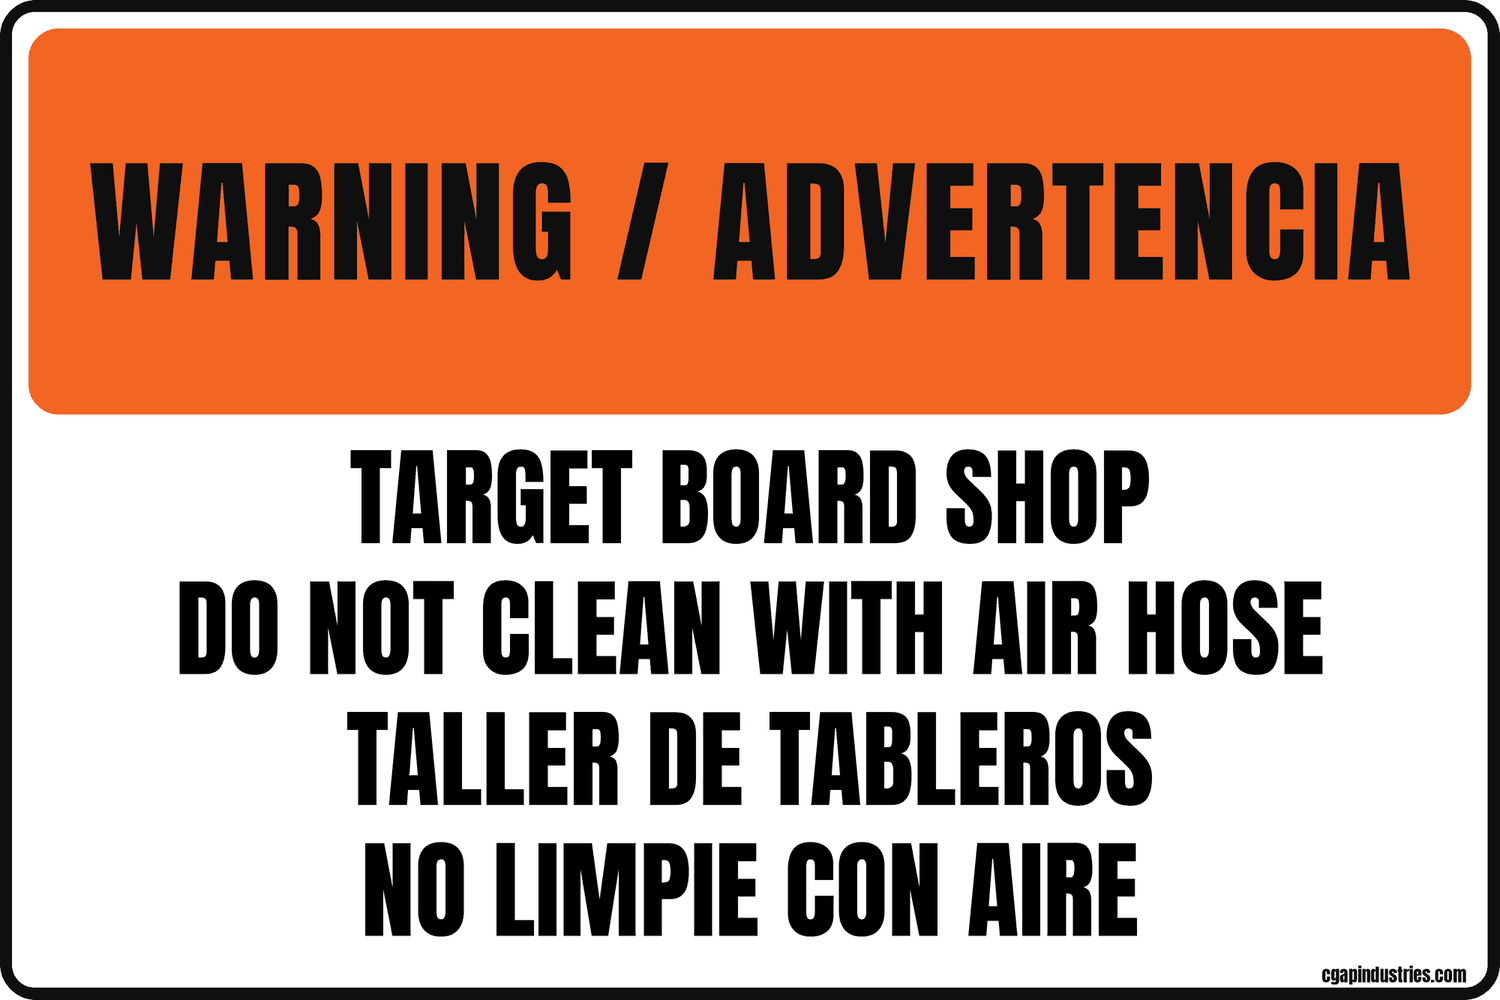 WARNING / ADVERTENCIA
TARGET BOARD SHOP
DO NOT CLEAN WITH AIR HOSE
TALLER DE TABLEROS
NO LIMPIE CON AIRE
cgapindustries.com